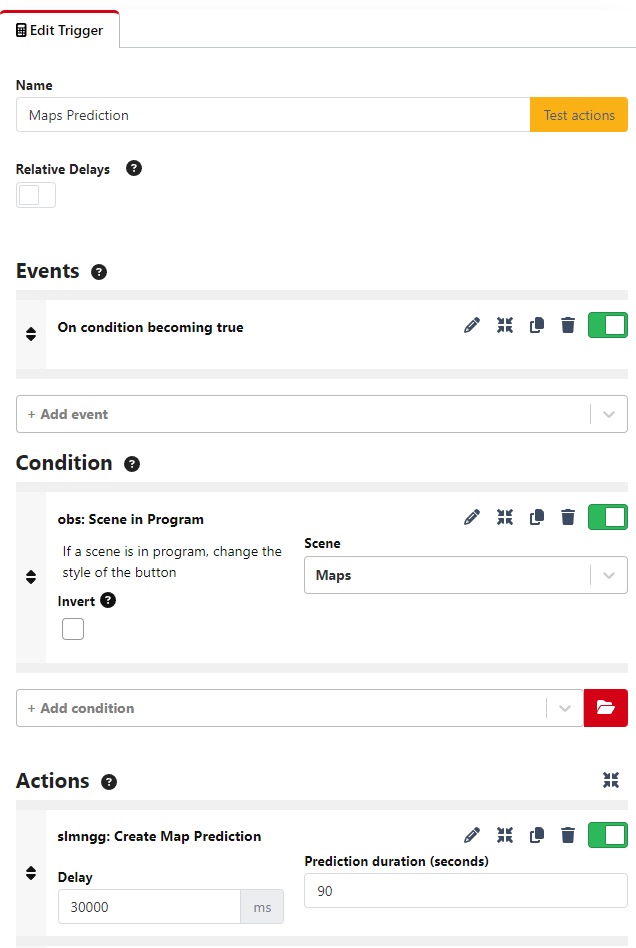 Edit Trigger
Name
Maps Prediction
Test actions
Relative Delays ?
Events ?
On condition becoming true
+ Add event
Condition ?
obs: Scene in Program
If a scene is in program, change the
style of the button
Scene
Maps
Invert ?
+ Add condition
Actions ?
slmngg: Create Map Prediction
Delay
30000 ms
Prediction duration (seconds)
90